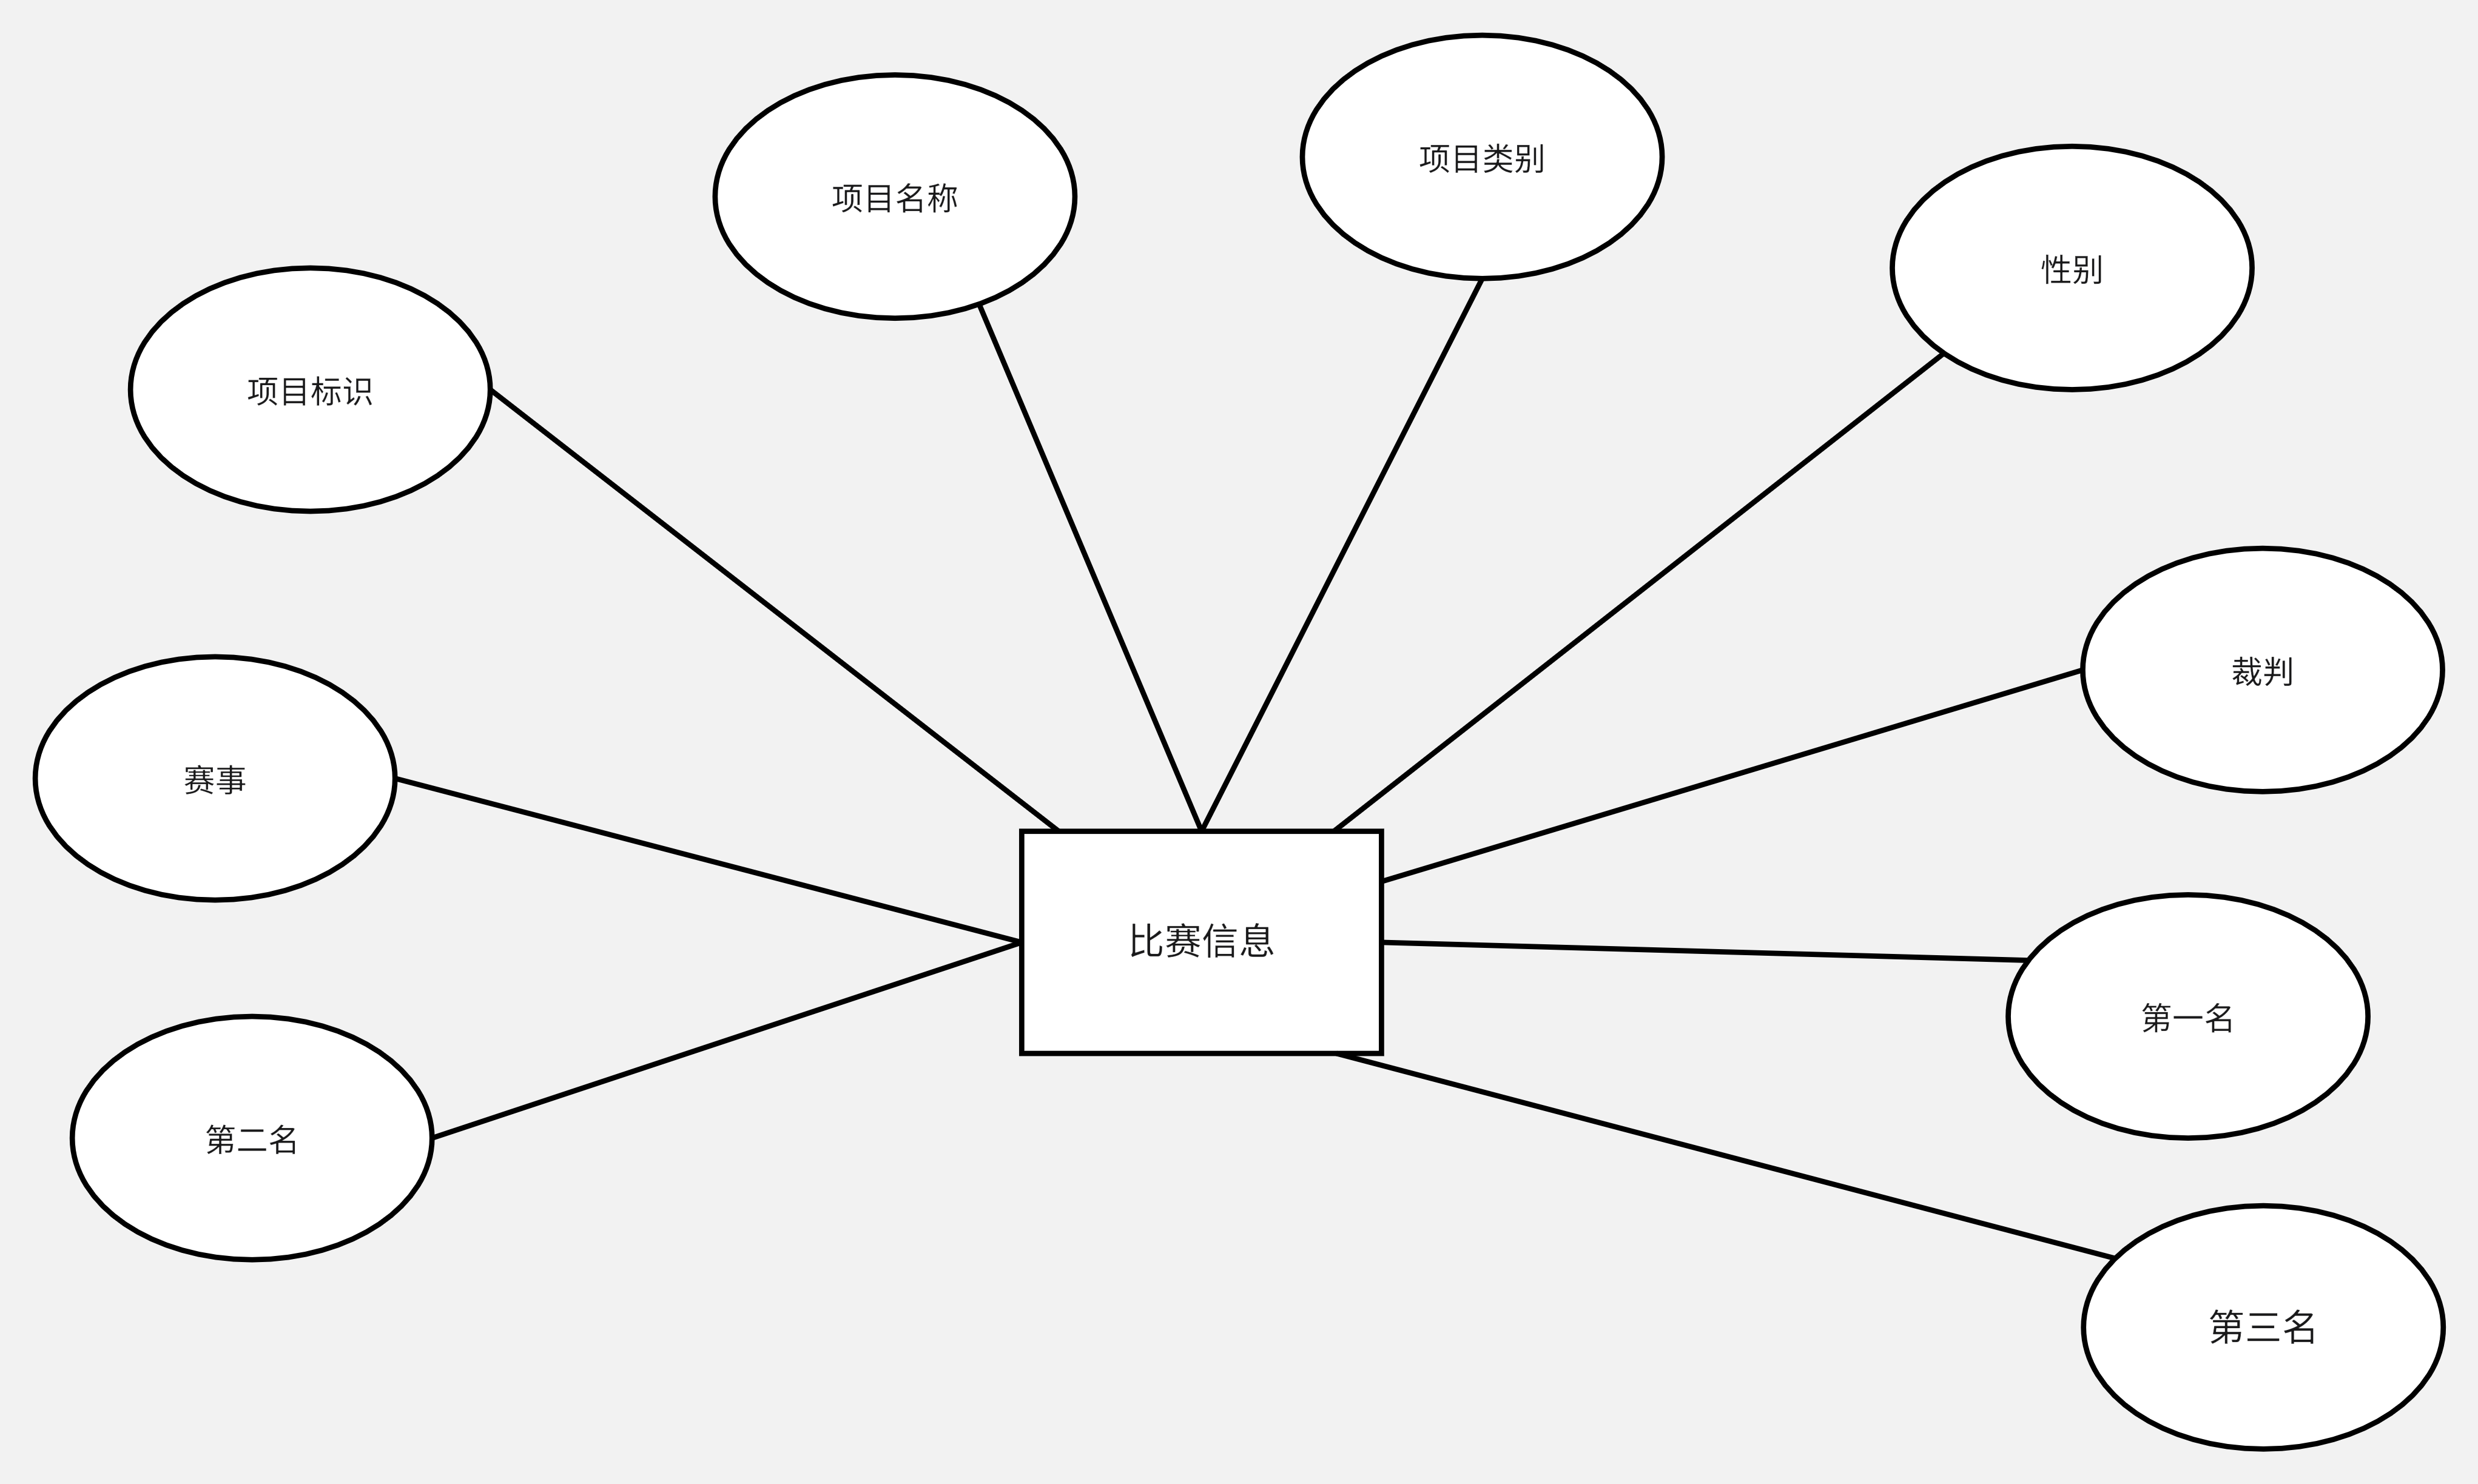 项目类别
项目名称
性别
项目标识
裁判
赛事
比赛信息
第一名
第二名
第三名